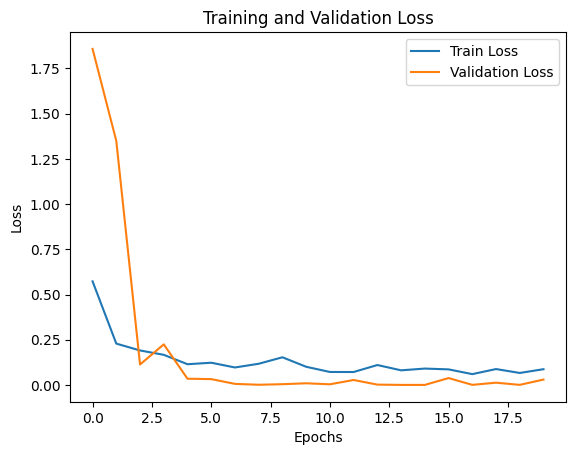 Training and Validation Loss
Train Loss
Validation Loss
1.75
1.50
1.25
1.00
0.75
0.50
0.25
0.00
Loss
0.0 2.5 5.0 7.5 10.0 12.5 15.0 17.5
Epochs